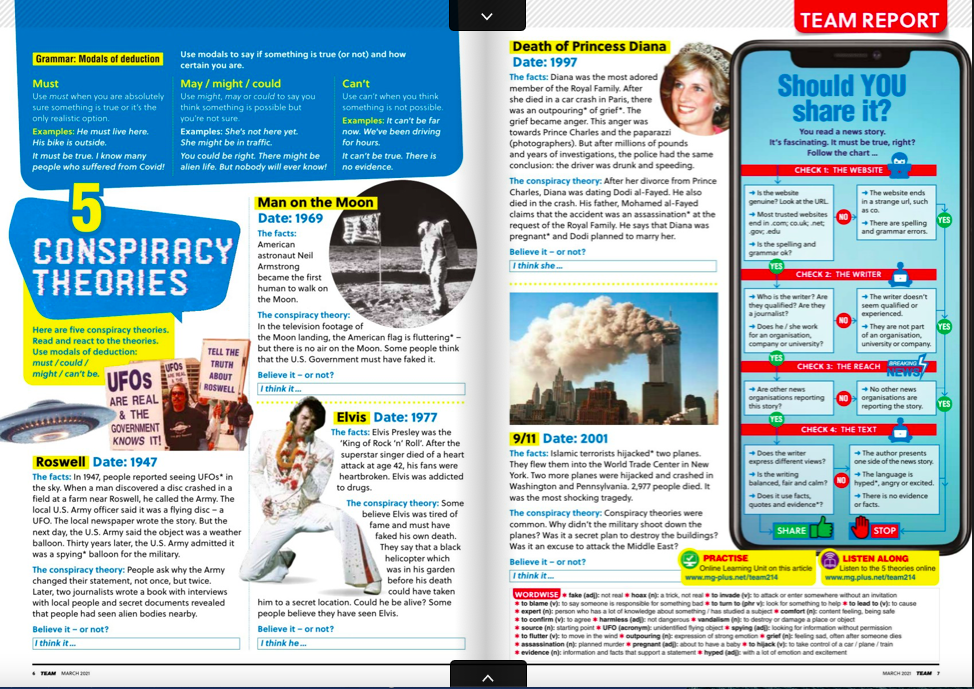 TEAM REPORT
Grammar: Modals of deduction
Use modals to say if something is true (or not) and how
certain you are.
Must
Use must when you are absolutely
sure something is true or it's the
only realistic option.
Examples: He must live here.
His bike is outside.
It must be true. I know many
people who suffered from Covid!
May / might / could
Use might, may or could to say you
think something is possible but
you're not sure.
Examples: She's not here yet.
She might be in traffic.
You could be right. There might be
alien life. But nobody will ever know!
Can't
Use can't when you think
something is not possible.
Examples: It can't be far
now. We've been driving
for hours.
It can't be true. There is
no evidence.
5
CONSPIRACY
THEORIES
Here are five conspiracy theories.
Read and react to the theories.
Use modals of deduction:
must / could /
might / can't be.
UFOs
ARE REAL
& THE
GOVERNMENT
KNOWS IT!
UFOs
ARE REAL
TELL THE
TRUTH
ABOUT
ROSWELL
Roswell Date: 1947
The facts: In 1947, people reported seeing UFOs* in
the sky. When a man discovered a disc crashed in a
field at a farm near Roswell, he called the Army. The
local U.S. Army officer said it was a flying disc – a
UFO. The local newspaper wrote the story. But the
next day, the U.S. Army said the object was a weather
balloon. Thirty years later, the U.S. Army admitted it
was a spying* balloon for the military.
The conspiracy theory: People ask why the Army
changed their statement, not once, but twice.
Later, two journalists wrote a book with interviews
with local people and secret documents revealed
that people had seen alien bodies nearby.
Believe it – or not?
I think it ...
Man on the Moon
Date: 1969
The facts:
American
astronaut Neil
Armstrong
became the first
human to walk on
the Moon.
The conspiracy theory:
In the television footage of
the Moon landing, the American flag is fluttering* –
but there is no air on the Moon. Some people think
that the U.S. Government must have faked it.
Believe it – or not?
I think it ...
Elvis Date: 1977
The facts: Elvis Presley was the
'King of Rock 'n' Roll'. After the
superstar singer died of a heart
attack at age 42, his fans were
heartbroken. Elvis was addicted
to drugs.
The conspiracy theory: Some
believe Elvis was tired of
fame and must have
faked his own death.
They say that a black
helicopter which
was in his garden
before his death
could have taken
him to a secret location. Could he be alive? Some
people believe they have seen Elvis.
Believe it – or not?
I think he ...
6 TEAM MARCH 2021
Death of Princess Diana
Date: 1997
The facts: Diana was the most adored
member of the Royal Family. After
she died in a car crash in Paris, there
was an outpouring* of grief*. The
grief became anger. This anger was
towards Prince Charles and the paparazzi
(photographers). But after millions of pounds
and years of investigations, the police had the same
conclusion: the driver was drunk and speeding.
The conspiracy theory: After her divorce from Prince
Charles, Diana was dating Dodi al-Fayed. He also
died in the crash. His father, Mohamed al-Fayed
claims that the accident was an assassination* at the
request of the Royal Family. He says that Diana was
pregnant* and Dodi planned to marry her.
Believe it – or not?
I think she ...
9/11 Date: 2001
The facts: Islamic terrorists hijacked* two planes.
They flew them into the World Trade Center in New
York. Two more planes were hijacked and crashed in
Washington and Pennsylvania. 2,977 people died. It
was the most shocking tragedy.
The conspiracy theory: Conspiracy theories were
common. Why didn't the military shoot down the
planes? Was it a secret plan to destroy the buildings?
Was it an excuse to attack the Middle East?
Believe it – or not?
I think it ...
Should YOU
share it?
You read a news story.
It's fascinating. It must be true, right?
Follow the chart ...
CHECK 1: THE WEBSITE
→ Is the website
genuine? Look at the URL.
→ Most trusted websites
end in .com; co.uk; .net;
.gov; .edu
→ Is the spelling and
grammar ok?
NO
→ The website ends
in a strange url, such
as co.
→ There are spelling
and grammar errors.
YES
YES
CHECK 2: THE WRITER
→ Who is the writer? Are
they qualified? Are they
a journalist?
→ Does he / she work
for an organisation,
company or university?
NO
→ The writer doesn't
seem qualified or
experienced.
→ They are not part
of an organisation,
university or company.
YES
YES
CHECK 3: THE REACH
BREAKING
NEWS
→ Are other news
organisations reporting
this story?
NO
→ No other news
organisations are
reporting the story.
YES
YES
CHECK 4: THE TEXT
→ Does the writer
express different views?
→ Is the writing
balanced, fair and calm?
→ Does it use facts,
quotes and evidence*?
NO
→ The author presents
one side of the news story.
→ The language is
hyped*, angry or excited.
→ There is no evidence
or facts.
SHARE
STOP
PRACTISE
Online Learning Unit on this article
www.mg-plus.net/team214
LISTEN ALONG
Listen to the 5 theories online
www.mg-plus.net/team214
WORDWISE * fake (adj): not real * hoax (n): a trick, not real * to invade (v): to attack or enter somewhere without an invitation
* to blame (v): to say someone is responsible for something bad * to turn to (phr v): look for something to help * to lead to (v): to cause
* expert (n): person who has a lot of knowledge about something / has studied a subject * comfort (n): content feeling, being safe
* to confirm (v): to agree * harmless (adj): not dangerous * vandalism (n): to destroy or damage a place or object
* source (n): starting point * UFO (acronym): unidentified flying object * spying (adj): looking for information without permission
* to flutter (v): to move in the wind * outpouring (n): expression of strong emotion * grief (n): feeling sad, often after someone dies
* assassination (n): planned murder * pregnant (adj): about to have a baby * to hijack (v): to take control of a car / plane / train
* evidence (n): information and facts that support a statement * hyped (adj): with a lot of emotion and excitement
MARCH 2021 TEAM 7